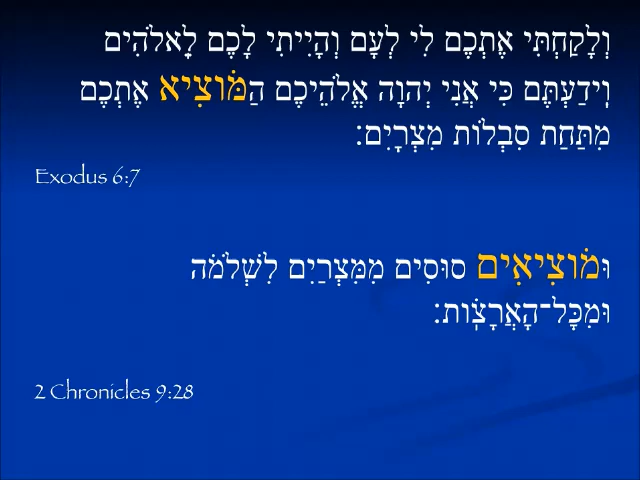 וְלָקַחְתִּי אֶתְכֶם לִי לְעָם וְהָיִיתִי לָכֶם לֵֽאלֹהִים
וִֽידַעְתֶּם כִּי אֲנִי יְהוָה אֱלֹהֵיכֶם הַמּוֹצִיא אֶתְכֶם
מִתַּחַת סִבְלוֹת מִצְרָיִם׃
Exodus 6:7
וּמוֹצִיאִים סוּסִים מִמִּצְרַיִם לִשְׁלֹמֹה
וּמִכָּל־הָאֲרָצֽוֹת׃
2 Chronicles 9:28